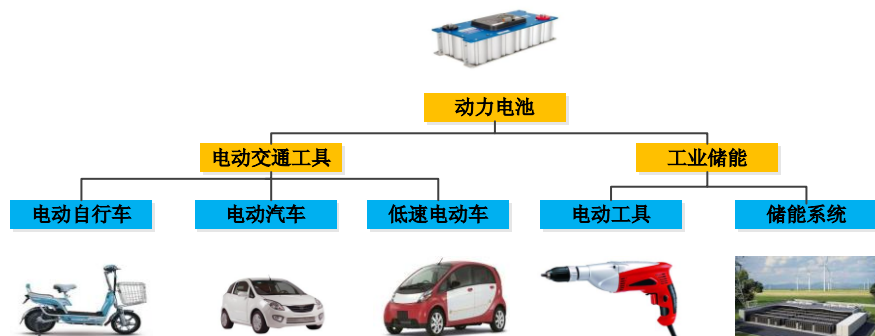 动力电池
电动交通工具
工业储能
电动自行车
电动汽车
低速电动车
电动工具
储能系统